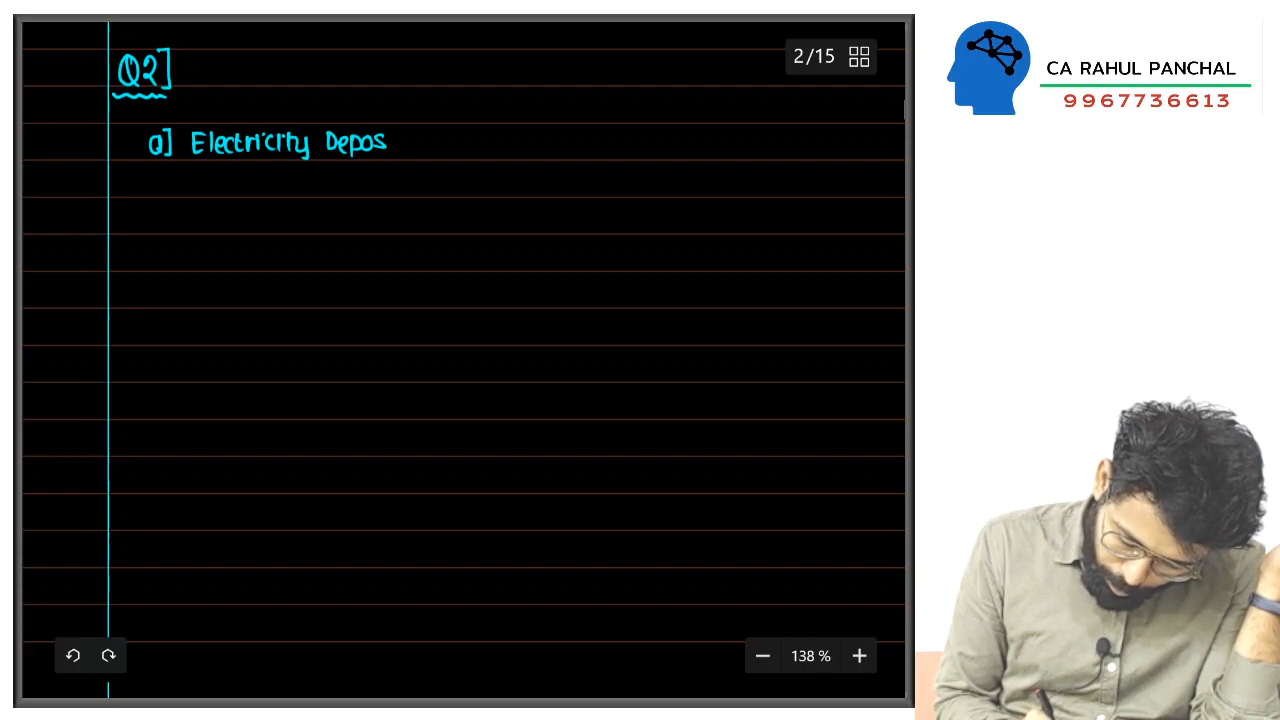 Q2]
2/15
a] Electricity Depos
CA RAHUL PANCHAL
9967736613
138 %